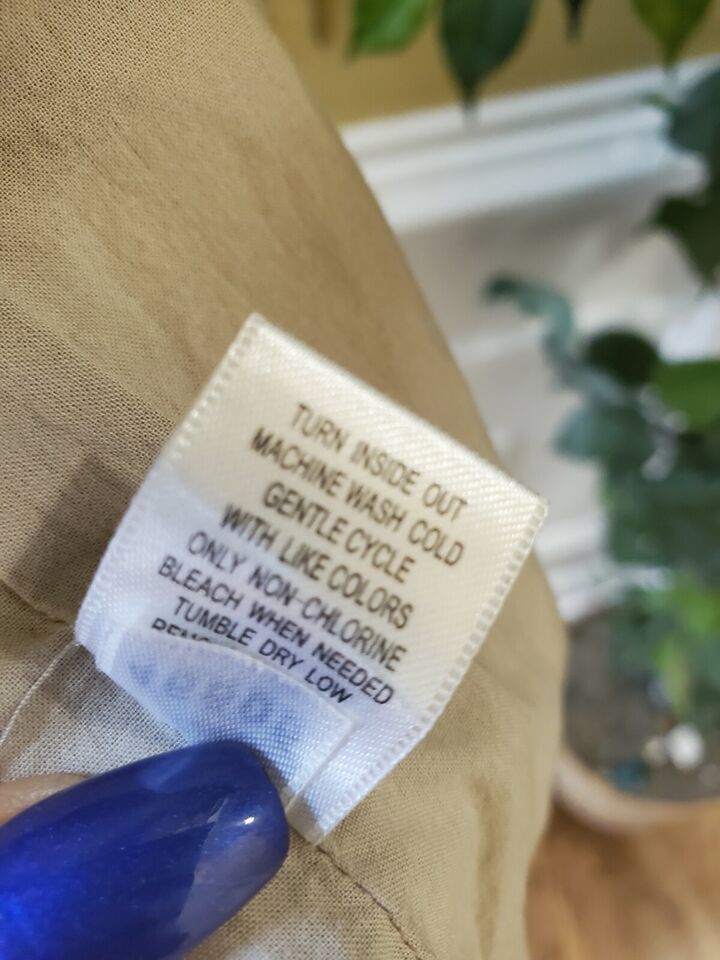 TURN INSIDE OUT
MACHINE WASH COLD
GENTLE CYCLE
WITH LIKE COLORS
ONLY NON-CHLORINE
BLEACH WHEN NEEDED
TUMBLE DRY LOW